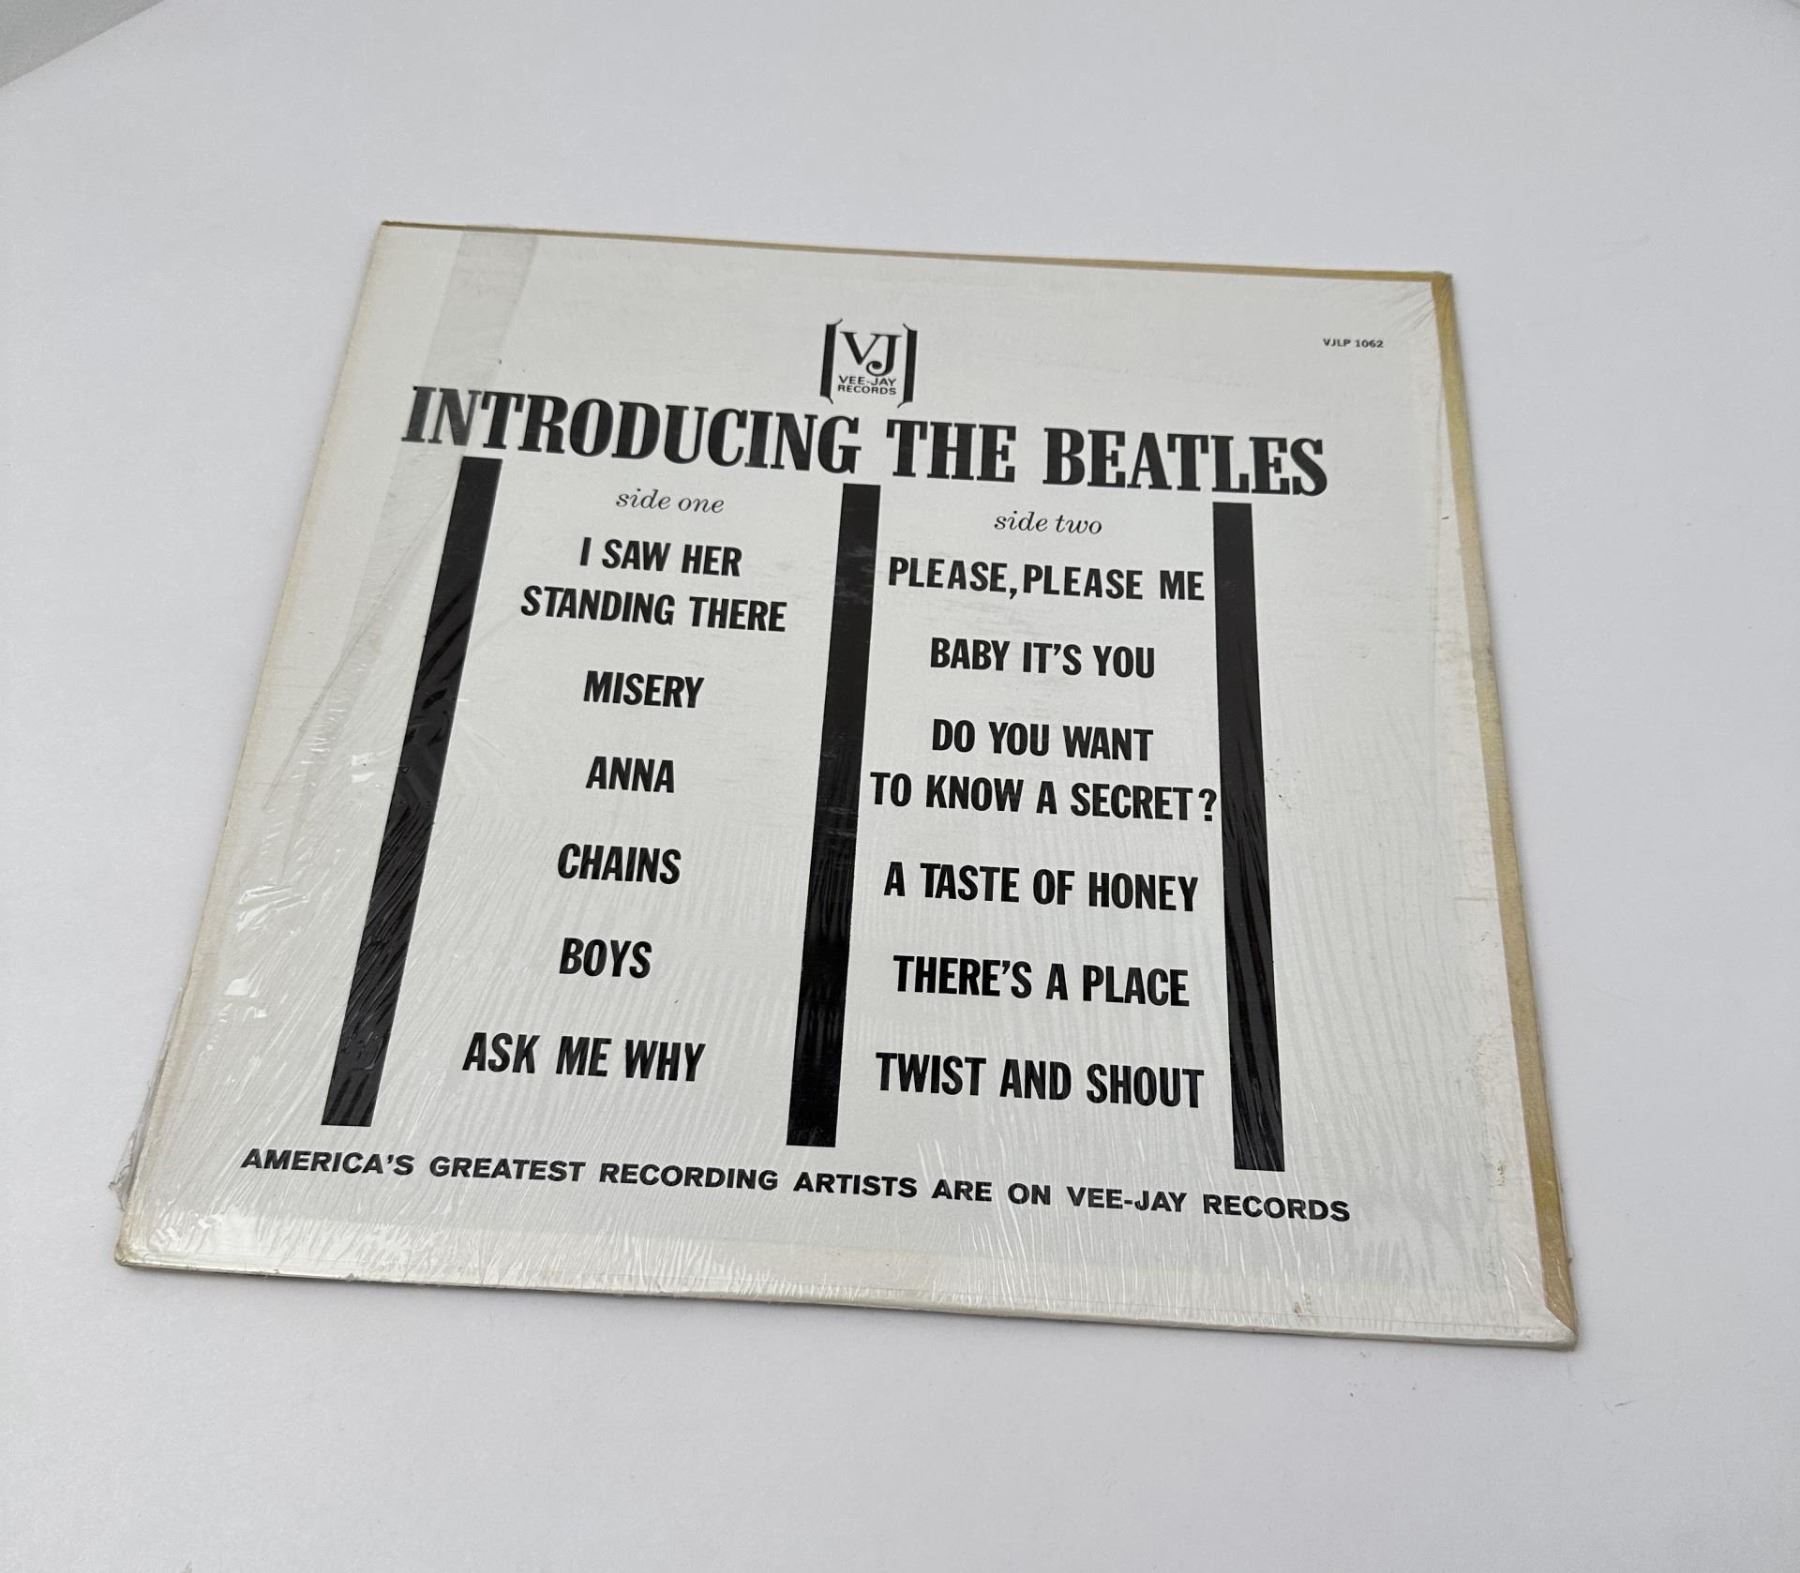 VJ
VEE-JAY
RECORDS
VJLP 1062
INTRODUCING THE BEATLES
side one
I SAW HER
STANDING THERE
MISERY
ANNA
CHAINS
BOYS
ASK ME WHY
side two
PLEASE, PLEASE ME
BABY IT'S YOU
DO YOU WANT
TO KNOW A SECRET?
A TASTE OF HONEY
THERE'S A PLACE
TWIST AND SHOUT
AMERICA'S GREATEST RECORDING ARTISTS ARE ON VEE-JAY RECORDS